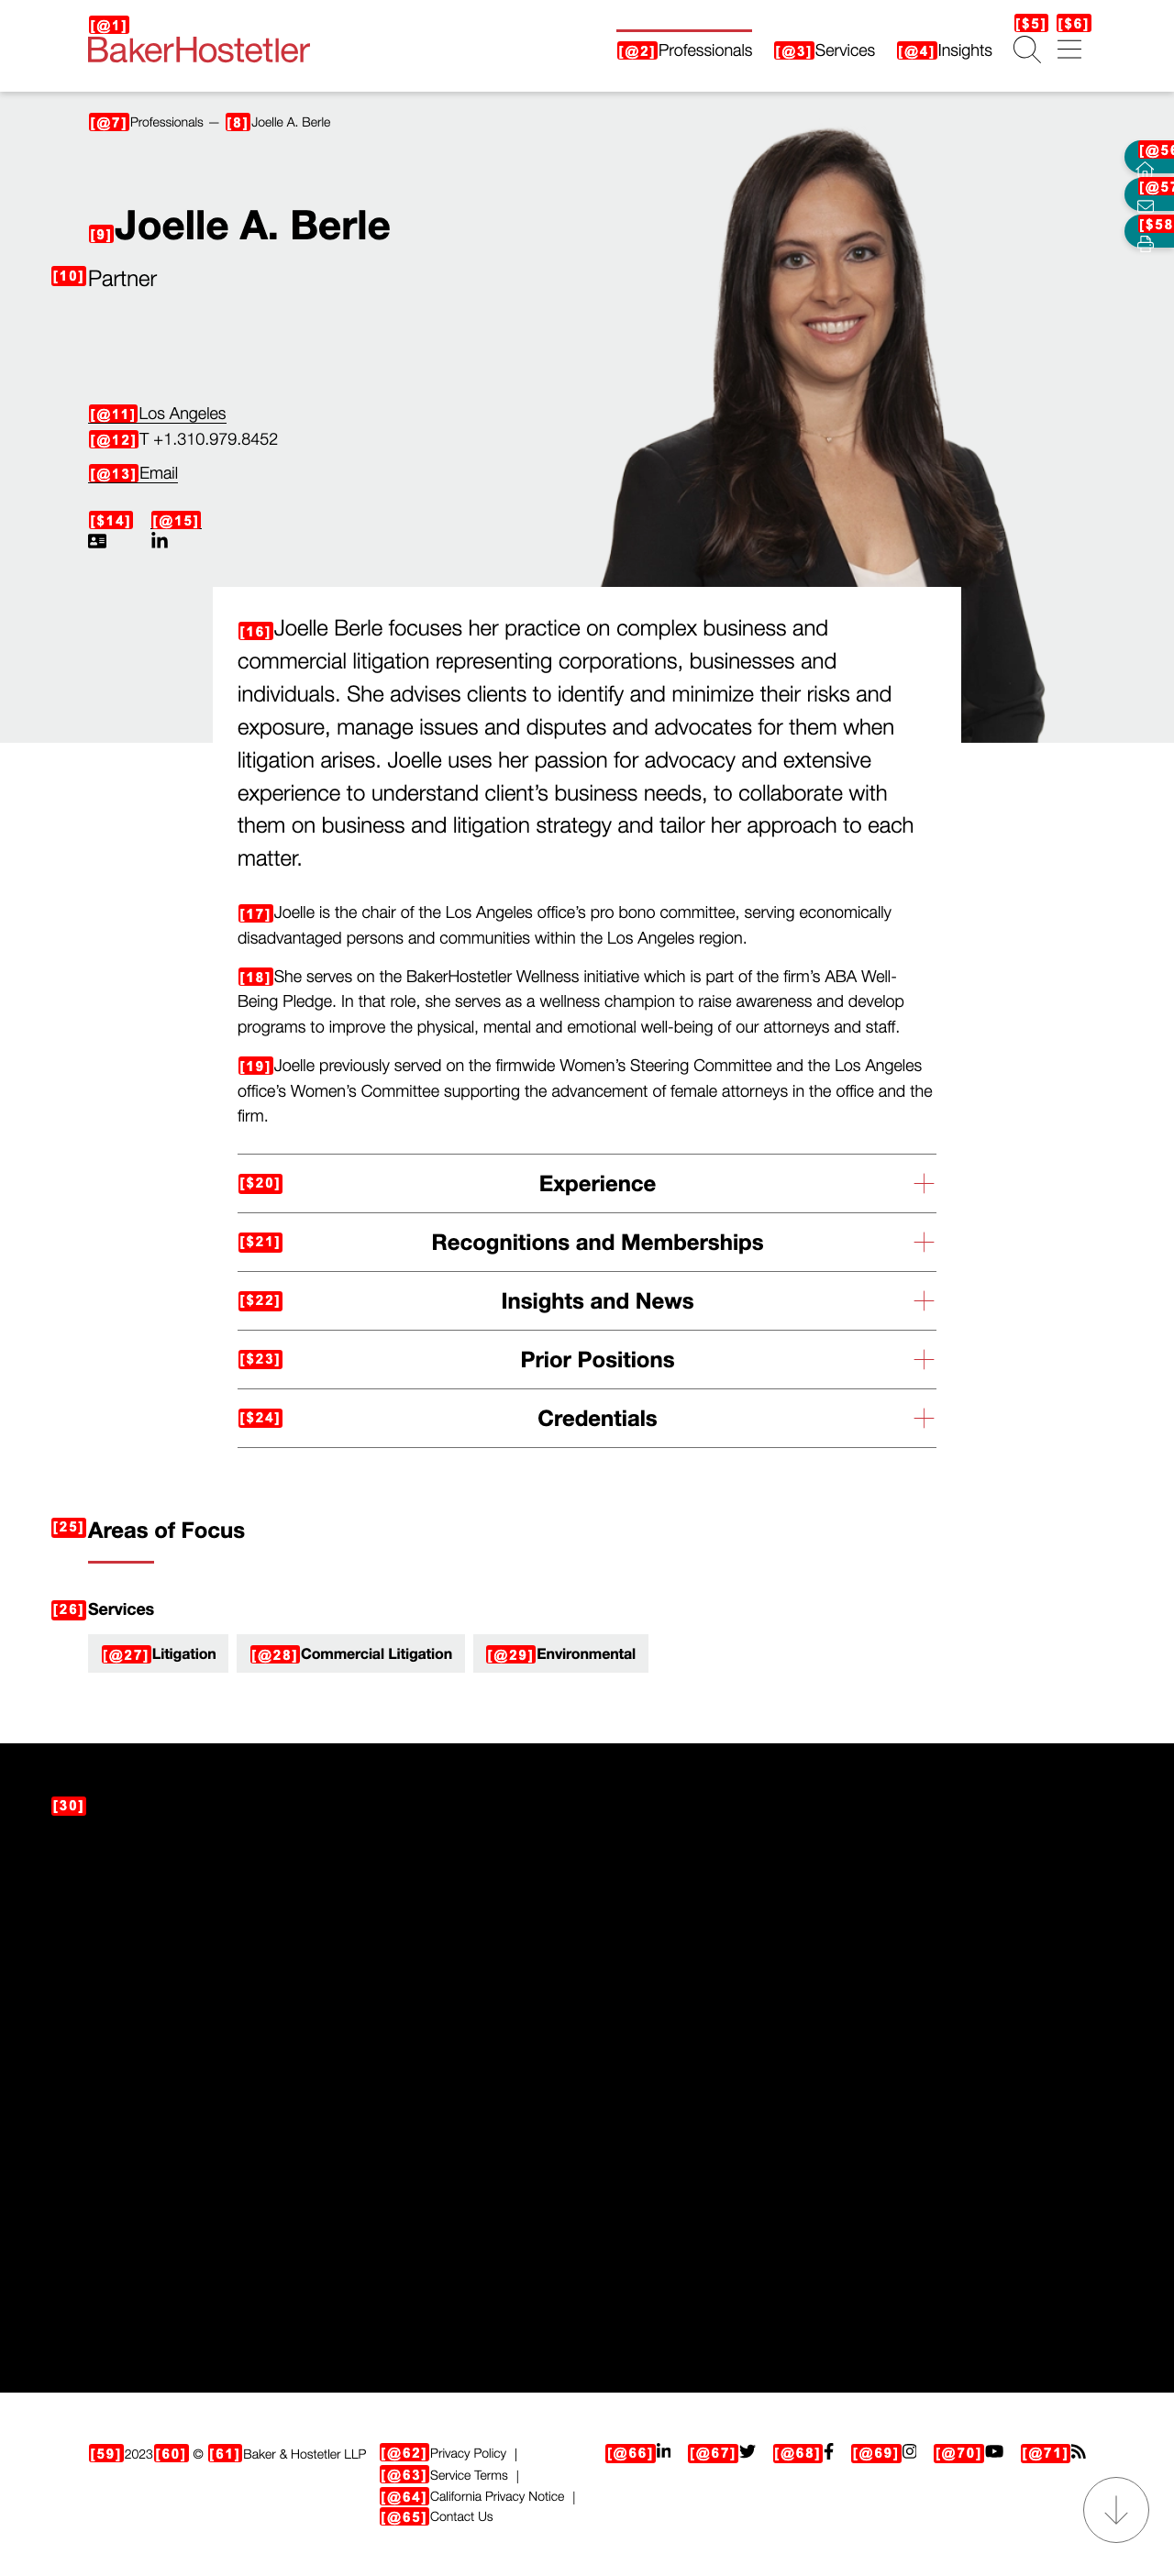 [@1]
BakerHostetler
[@2]Professionals [@3]Services [@4]Insights [$5] [$6]
[@7]Professionals — [8]Joelle A. Berle
[@56
[@57
[$58
[9]Joelle A. Berle
[10]Partner
[@11]Los Angeles
[@12]T +1.310.979.8452
[@13]Email
[$14] [@15]
in
[16]Joelle Berle focuses her practice on complex business and
commercial litigation representing corporations, businesses and
individuals. She advises clients to identify and minimize their risks and
exposure, manage issues and disputes and advocates for them when
litigation arises. Joelle uses her passion for advocacy and extensive
experience to understand client’s business needs, to collaborate with
them on business and litigation strategy and tailor her approach to each
matter.
[17]Joelle is the chair of the Los Angeles office’s pro bono committee, serving economically
disadvantaged persons and communities within the Los Angeles region.
[18]She serves on the BakerHostetler Wellness initiative which is part of the firm’s ABA Well-
Being Pledge. In that role, she serves as a wellness champion to raise awareness and develop
programs to improve the physical, mental and emotional well-being of our attorneys and staff.
[19]Joelle previously served on the firmwide Women’s Steering Committee and the Los Angeles
office’s Women’s Committee supporting the advancement of female attorneys in the office and the
firm.
[$20] Experience
[$21] Recognitions and Memberships
[$22] Insights and News
[$23] Prior Positions
[$24] Credentials
[25]Areas of Focus
[26]Services
[@27]Litigation [@28]Commercial Litigation [@29]Environmental
[30]
[59]2023[60] © [61]Baker & Hostetler LLP [@62]Privacy Policy |
[@63]Service Terms |
[@64]California Privacy Notice |
[@65]Contact Us
[@66]in [@67] [@68]f [@69] [@70] [@71]